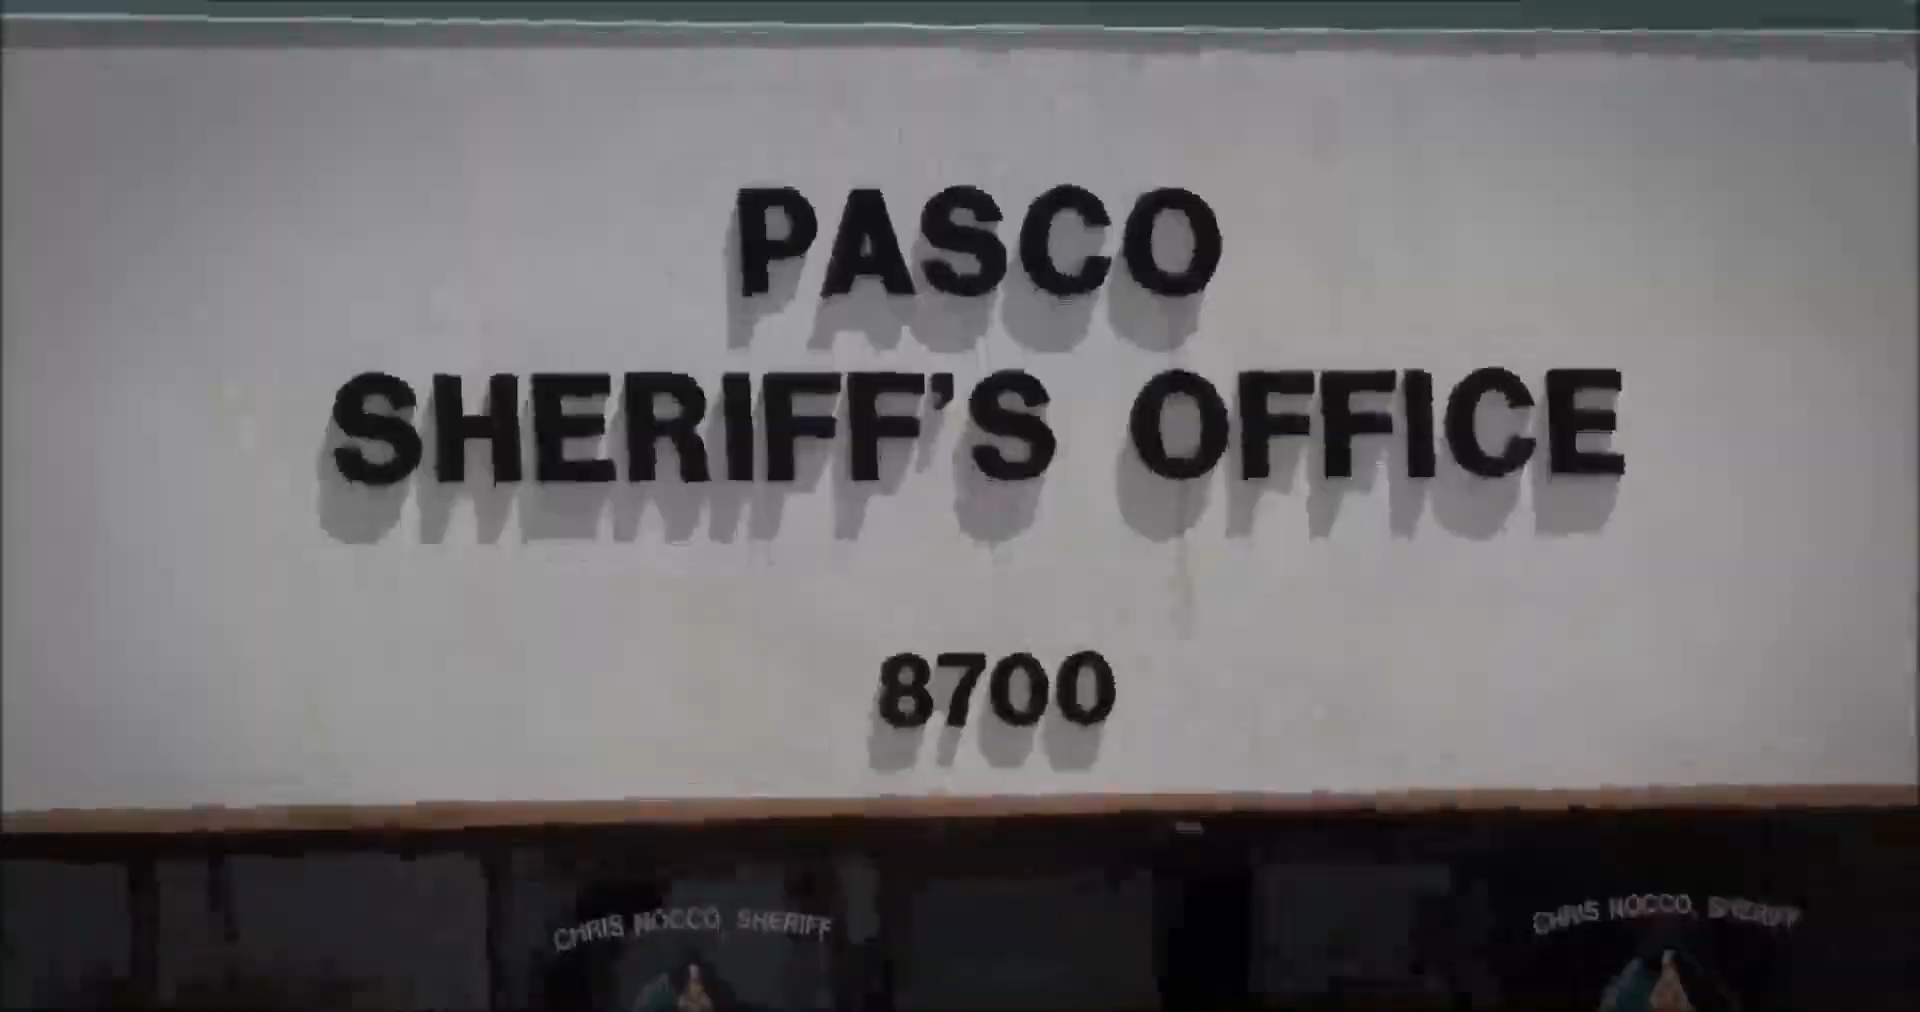 PASCO
SHERIFF'S OFFICE
8700
CHRIS NOCCO, SHERIFF
CHRIS NOCCO, SHERIFF